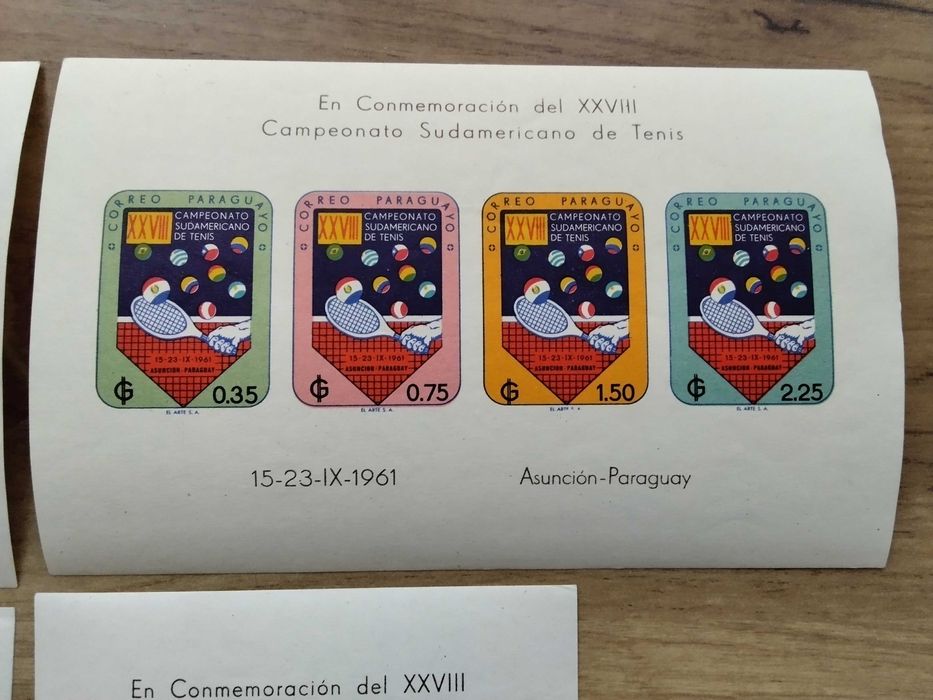 En Conmemoración del XXVIII
Campeonato Sudamericano de Tenis
CORREO PARAGUAYO
XXVIII
CAMPEONATO
SUDAMERICANO
DE TENIS
15-23-IX-1961
ASUNCION-PARAGUAY
₲ 0.35
EL ARTE S. A.
CORREO PARAGUAYO
XXVIII
CAMPEONATO
SUDAMERICANO
DE TENIS
15-23-IX-1961
ASUNCION-PARAGUAY
₲ 0.75
EL ARTE S. A.
CORREO PARAGUAYO
XXVIII
CAMPEONATO
SUDAMERICANO
DE TENIS
15-23-IX-1961
ASUNCION-PARAGUAY
₲ 1.50
CORREO PARAGUAYO
XXVIII
CAMPEONATO
SUDAMERICANO
DE TENIS
15-23-IX-1961
ASUNCION-PARAGUAY
₲ 2.25
EL ARTE S. A.
15-23-IX-1961
Asunción-Paraguay
En Conmemoración del XXVIII